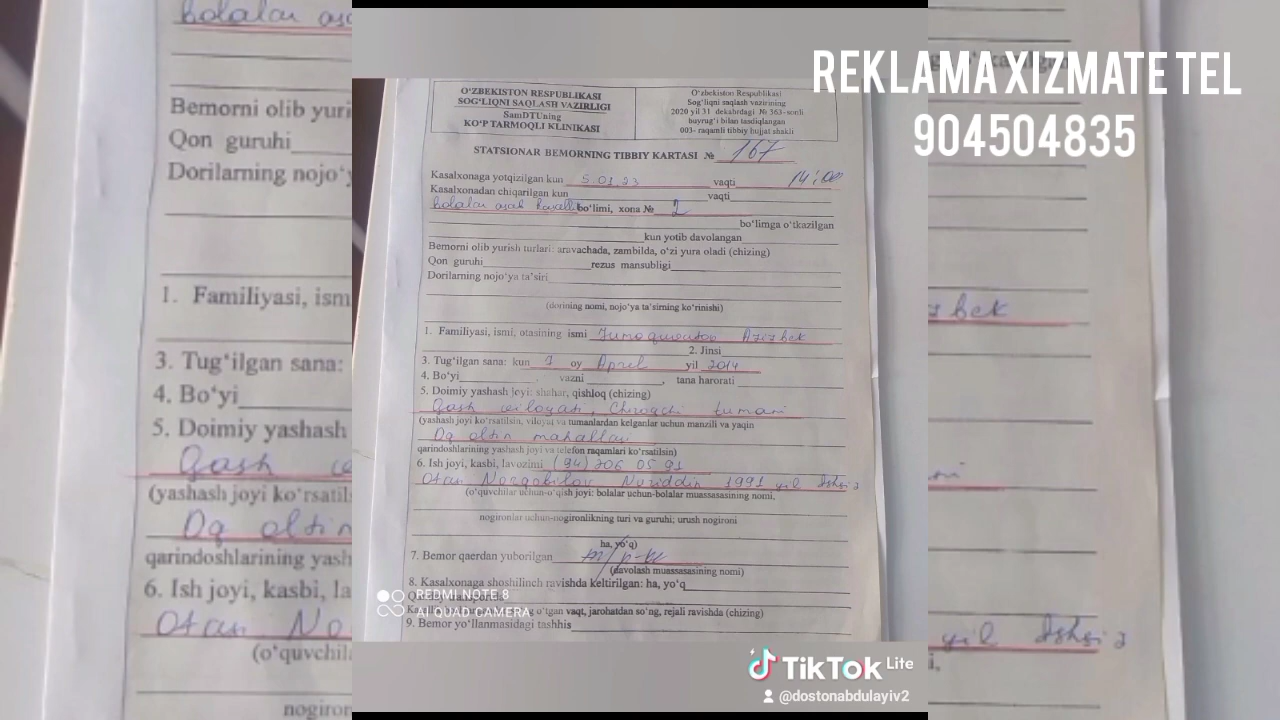 REKLAMA XIZMATE TEL
904504835
O‘ZBEKISTON RESPUBLIKASI
SOG‘LIQNI SAQLASH VAZIRLIGI
SamDTUning
KO‘P TARMOQLI KLINIKASI
O‘zbekiston Respublikasi
Sog‘liqni saqlash vazirining
2020 yil 31 dekabrdagi № 363-sonli
buyrug‘i bilan tasdiqlangan
003- raqamli tibbiy hujjat shakli
STATSIONAR BEMORNING TIBBIY KARTASI № 167
Kasalxonaga yotqizilgan kun 5.01.23 vaqti 14:00
Kasalxonadan chiqarilgan kun vaqti
bolalar asab bo‘limi, xona № 2
bo‘limga o‘tkazilgan
kun yotib davolangan
Bemorni olib yurish turlari: aravachada, zambilda, o‘zi yura oladi (chizing)
Qon guruhi rezus mansubligi
Dorilarning nojo‘ya ta’siri
(dorining nomi, nojo‘ya ta’sirning ko‘rinishi)
1. Familiyasi, ismi, otasining ismi Azizbek
2. Jinsi
3. Tug‘ilgan sana: kun 1 oy April yil 2014
4. Bo‘yi vazni , tana harorati
5. Doimiy yashash joyi: shahar, qishloq (chizing)
Qash viloyati, Chiroqchi tumani
(yashash joyi ko‘rsatilsin, viloyat va tumanlardan kelganlar uchun manzili va yaqin
Oq oltin mahallasi
qarindoshlarining yashash joyi va telefon raqamlari ko‘rsatilsin)
6. Ish joyi, kasbi, lavozimi (94) 206 05 91
Otasi Norqobilov Nuriddin 1991 yil Ishsiz
(o‘quvchilar uchun-o‘qish joyi: bolalar uchun-bolalar muassasasining nomi,
nogironlar uchun-nogironlikning turi va guruhi; urush nogironi
ha, yo‘q)
7. Bemor qaerdan yuborilgan
(davolash muassasasining nomi)
8. Kasalxonaga shoshilinch ravishda keltirilgan: ha, yo‘q
REDMI NOTE 8
AI QUAD CAMERA
o‘tgan vaqt, jarohatdan so‘ng, rejali ravishda (chizing)
9. Bemor yo‘llanmasidagi tashhis
TikTok Lite
@dostonabdulayiv2